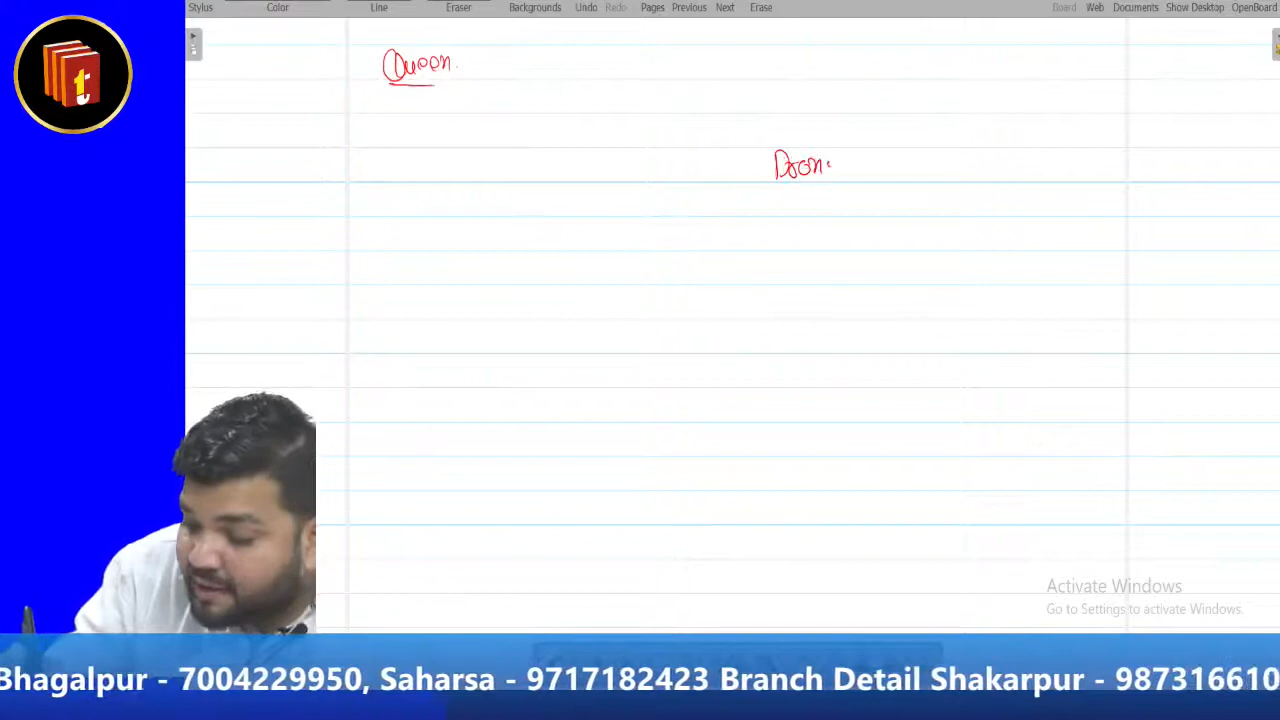 Stylus Color Line Eraser Backgrounds Undo Redo Pages Previous Next Erase Board Web Documents Show Desktop OpenBoard
t
Queen.
Activate Windows
Go to Settings to activate Windows.
Bhagalpur - 7004229950, Saharsa - 9717182423 Branch Detail Shakarpur - 987316610